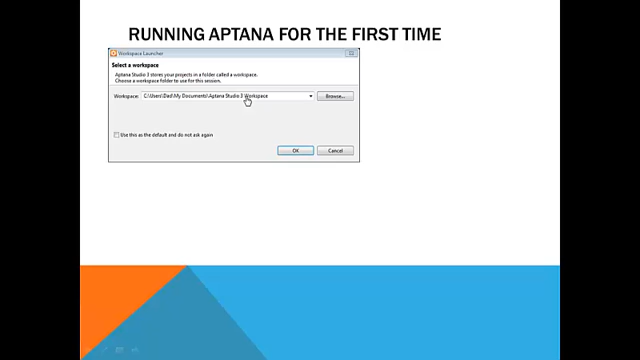 RUNNING APTANA FOR THE FIRST TIME
Workspace Launcher
Select a workspace
Aptana Studio 3 stores your projects in a folder called a workspace.
Choose a workspace folder to use for this session.
Workspace: C:\Users\Dad\My Documents\Aptana Studio 3 Workspace Browse...
Use this as the default and do not ask again
OK Cancel